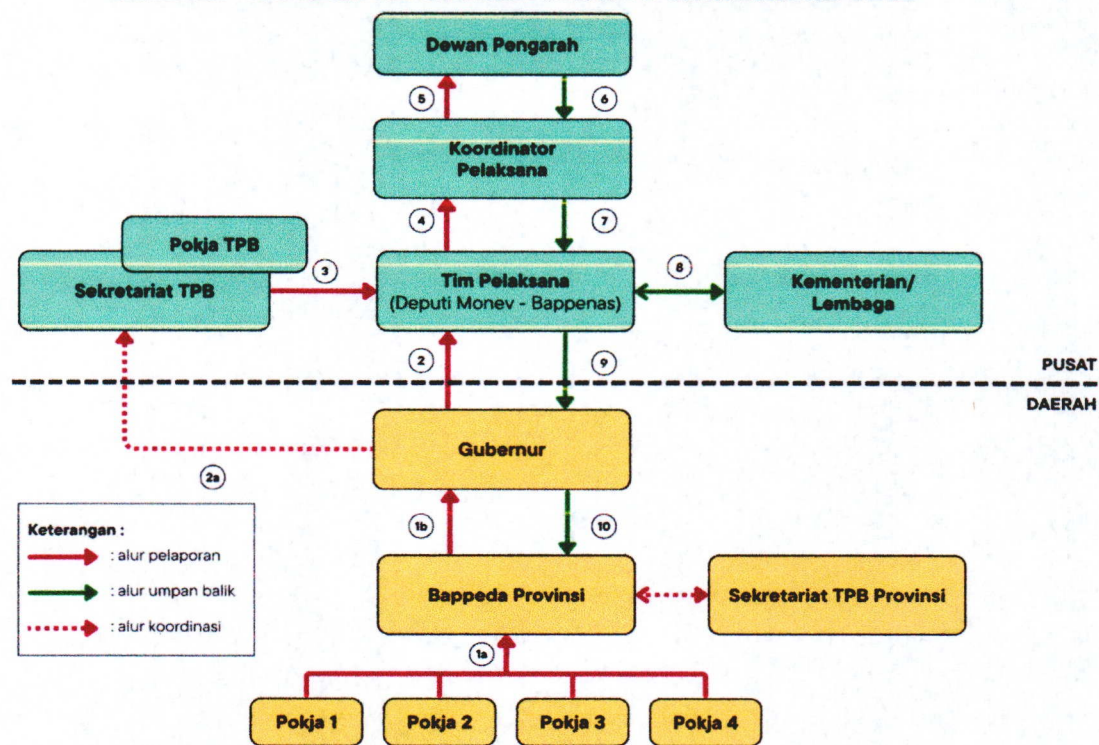 Dewan Pengarah
5
6
Koordinator
Pelaksana
4
7
Pokja TPB
Sekretariat TPB
3
Tim Pelaksana
(Deputi Monev - Bappenas)
8
Kementerian/
Lembaga
2
9
PUSAT
DAERAH
Gubernur
2a
1b
10
Keterangan :
: alur pelaporan
: alur umpan balik
: alur koordinasi
Bappeda Provinsi
Sekretariat TPB Provinsi
1a
Pokja 1
Pokja 2
Pokja 3
Pokja 4